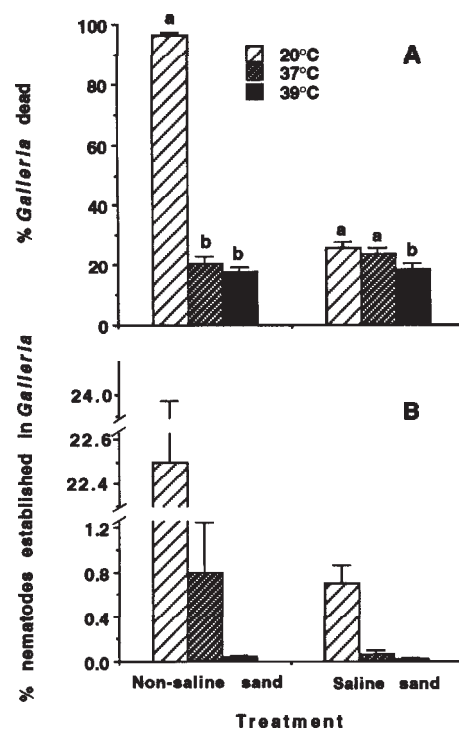 100
80
60
40
20
0
% Galleria dead
A
20°C
37°C
39°C
a
b
b
a
a
b
24.0
22.6
22.4
1.2
0.8
0.4
0.0
% nematodes established in Galleria
B
Non-saline sand
Saline sand
Treatment